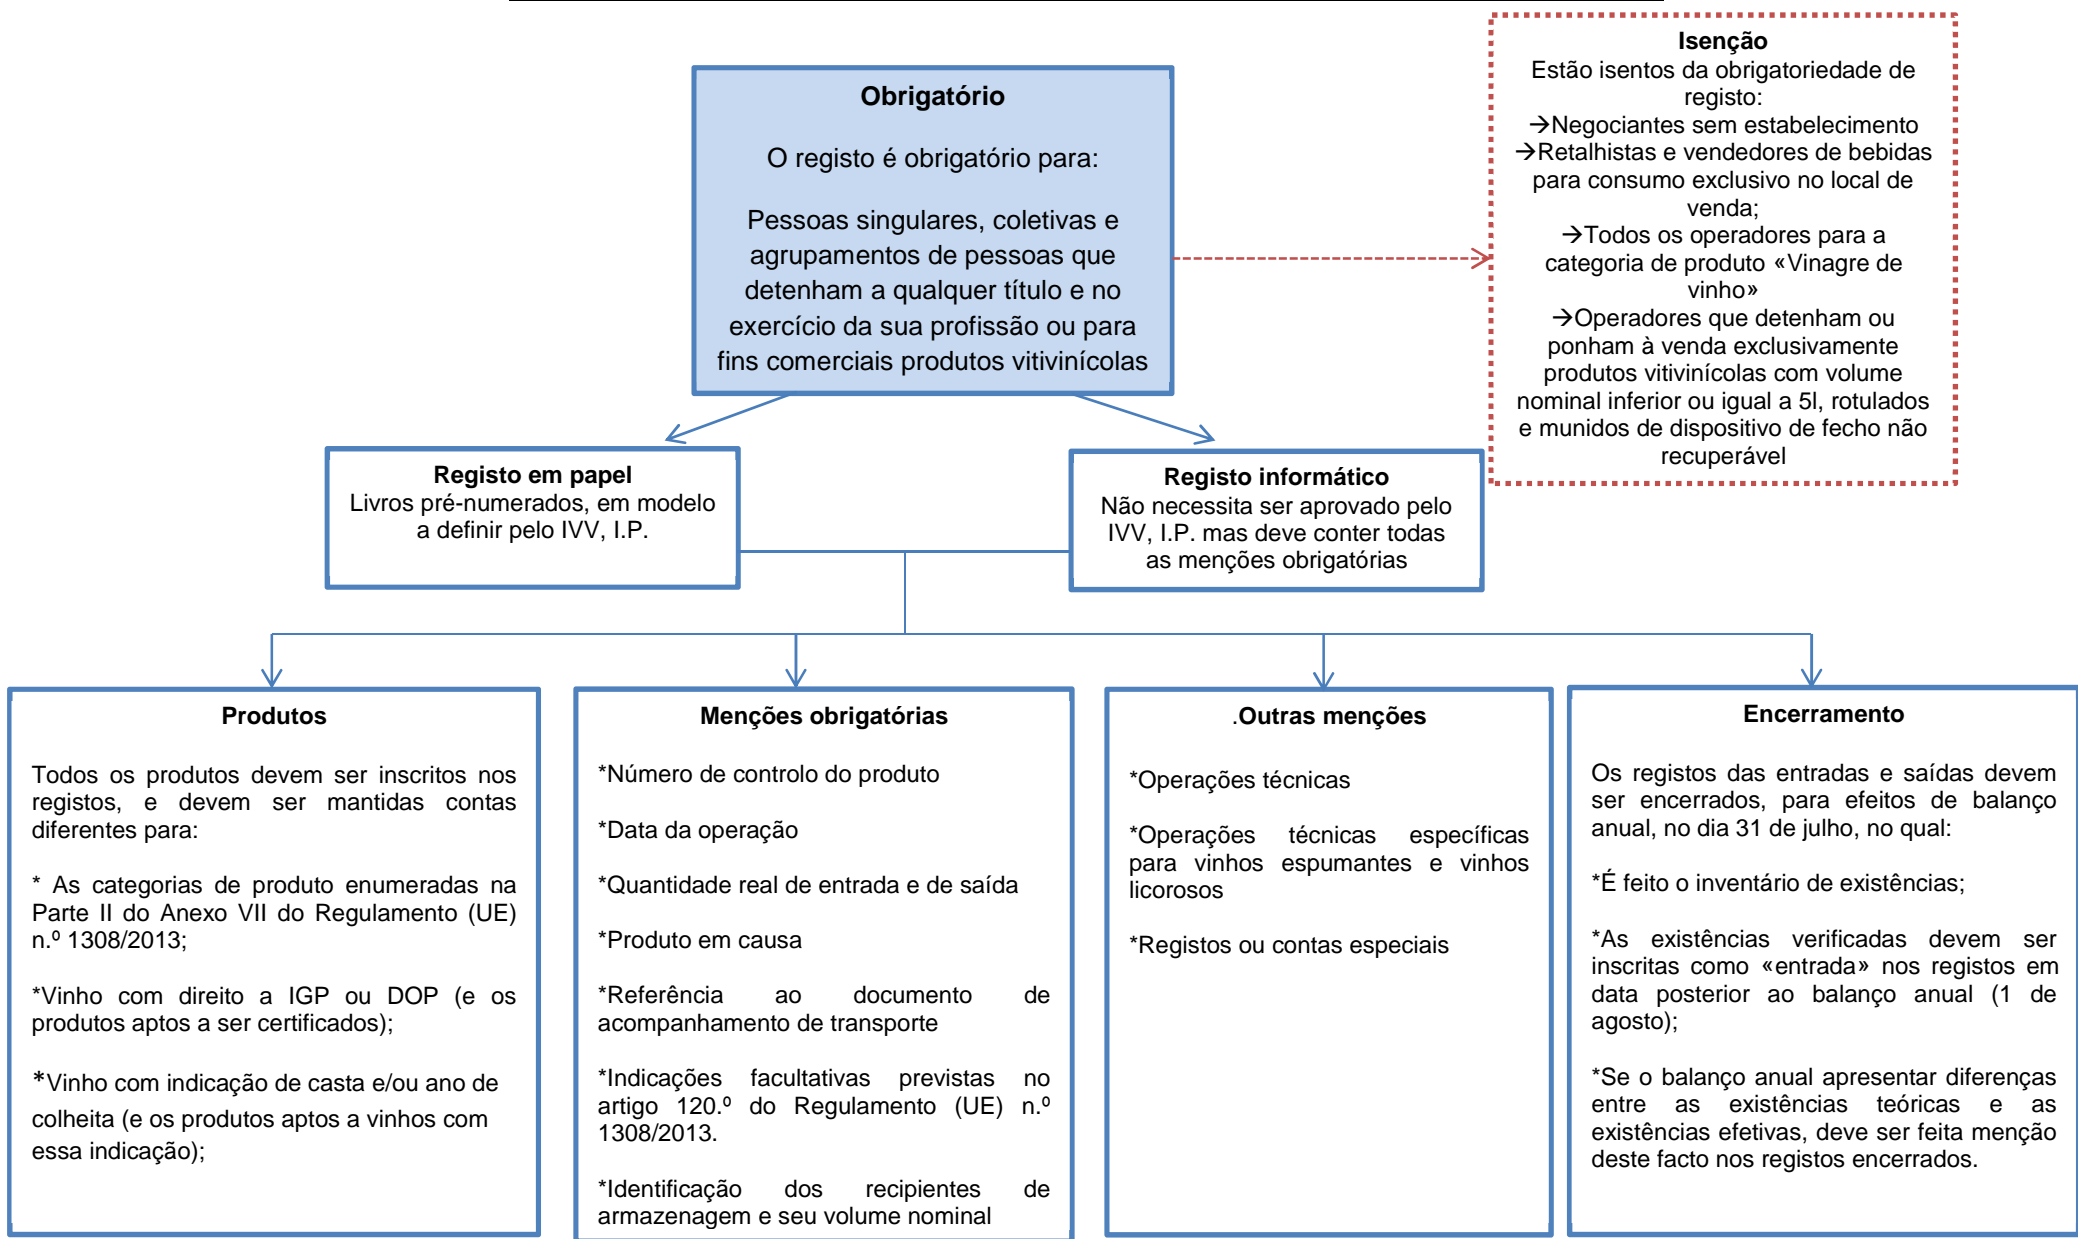 Isenção
Estão isentos da obrigatoriedade de
registo:
→Negociantes sem estabelecimento
→Retalhistas e vendedores de bebidas
para consumo exclusivo no local de
venda;
→Todos os operadores para a
categoria de produto «Vinagre de
vinho»
→Operadores que detenham ou
ponham à venda exclusivamente
produtos vitivinícolas com volume
nominal inferior ou igual a 5l, rotulados
e munidos de dispositivo de fecho não
recuperável
Obrigatório
O registo é obrigatório para:
Pessoas singulares, coletivas e
agrupamentos de pessoas que
detenham a qualquer título e no
exercício da sua profissão ou para
fins comerciais produtos vitivinícolas
Registo em papel
Livros pré-numerados, em modelo
a definir pelo IVV, I.P.
Registo informático
Não necessita ser aprovado pelo
IVV, I.P. mas deve conter todas
as menções obrigatórias
Produtos
Todos os produtos devem ser inscritos nos
registos, e devem ser mantidas contas
diferentes para:
* As categorias de produto enumeradas na
Parte II do Anexo VII do Regulamento (UE)
n.º 1308/2013;
*Vinho com direito a IGP ou DOP (e os
produtos aptos a ser certificados);
*Vinho com indicação de casta e/ou ano de
colheita (e os produtos aptos a vinhos com
essa indicação);
Menções obrigatórias
*Número de controlo do produto
*Data da operação
*Quantidade real de entrada e de saída
*Produto em causa
*Referência ao documento de
acompanhamento de transporte
*Indicações facultativas previstas no
artigo 120.º do Regulamento (UE) n.º
1308/2013.
*Identificação dos recipientes de
armazenagem e seu volume nominal
.Outras menções
*Operações técnicas
*Operações técnicas específicas
para vinhos espumantes e vinhos
licorosos
*Registos ou contas especiais
Encerramento
Os registos das entradas e saídas devem
ser encerrados, para efeitos de balanço
anual, no dia 31 de julho, no qual:
*É feito o inventário de existências;
*As existências verificadas devem ser
inscritas como «entrada» nos registos em
data posterior ao balanço anual (1 de
agosto);
*Se o balanço anual apresentar diferenças
entre as existências teóricas e as
existências efetivas, deve ser feita menção
deste facto nos registos encerrados.